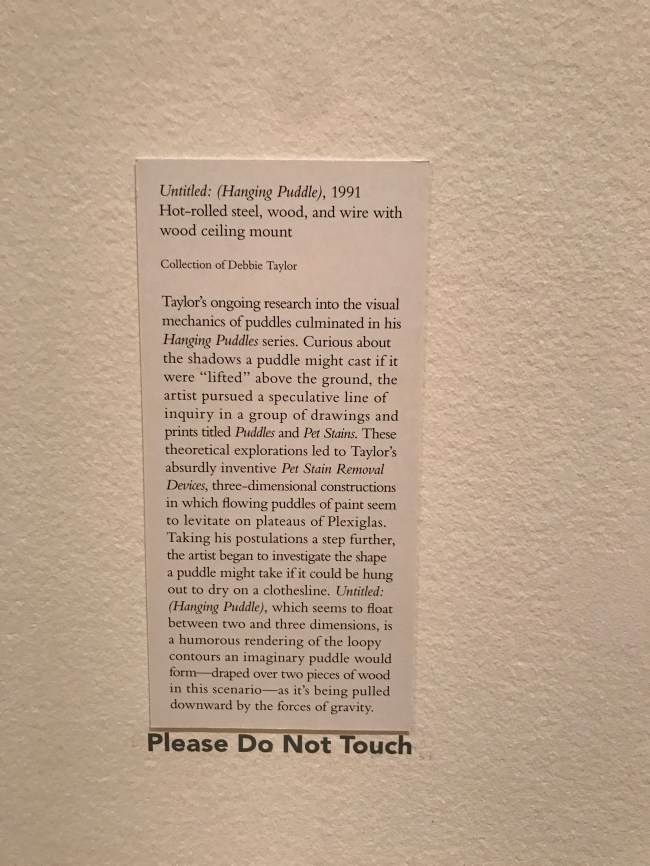 Untitled: (Hanging Puddle), 1991
Hot-rolled steel, wood, and wire with
wood ceiling mount
Collection of Debbie Taylor
Taylor's ongoing research into the visual
mechanics of puddles culminated in his
Hanging Puddles series. Curious about
the shadows a puddle might cast if it
were “lifted” above the ground, the
artist pursued a speculative line of
inquiry in a group of drawings and
prints titled Puddles and Pet Stains. These
theoretical explorations led to Taylor's
absurdly inventive Pet Stain Removal
Devices, three-dimensional constructions
in which flowing puddles of paint seem
to levitate on plateaus of Plexiglas.
Taking his postulations a step further,
the artist began to investigate the shape
a puddle might take if it could be hung
out to dry on a clothesline. Untitled:
(Hanging Puddle), which seems to float
between two and three dimensions, is
a humorous rendering of the loopy
contours an imaginary puddle would
form—draped over two pieces of wood
in this scenario—as it's being pulled
downward by the forces of gravity.
Please Do Not Touch